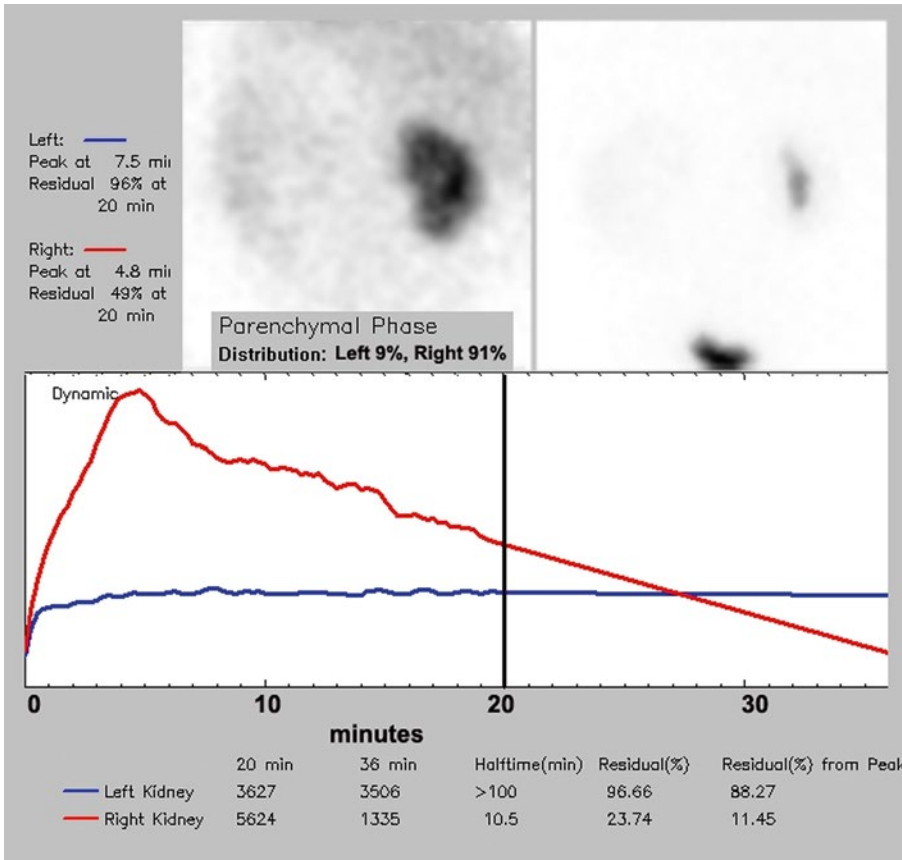 Left:
Peak at 7.5 min
Residual 96% at
20 min
Right:
Peak at 4.8 min
Residual 49% at
20 min
Parenchymal Phase
Distribution: Left 9%, Right 91%
Dynamic
0 10 20 30
minutes
20 min 36 min Halftime(min) Residual(%) Residual(%) from Peak
Left Kidney 3627 3506 >100 96.66 88.27
Right Kidney 5624 1335 10.5 23.74 11.45